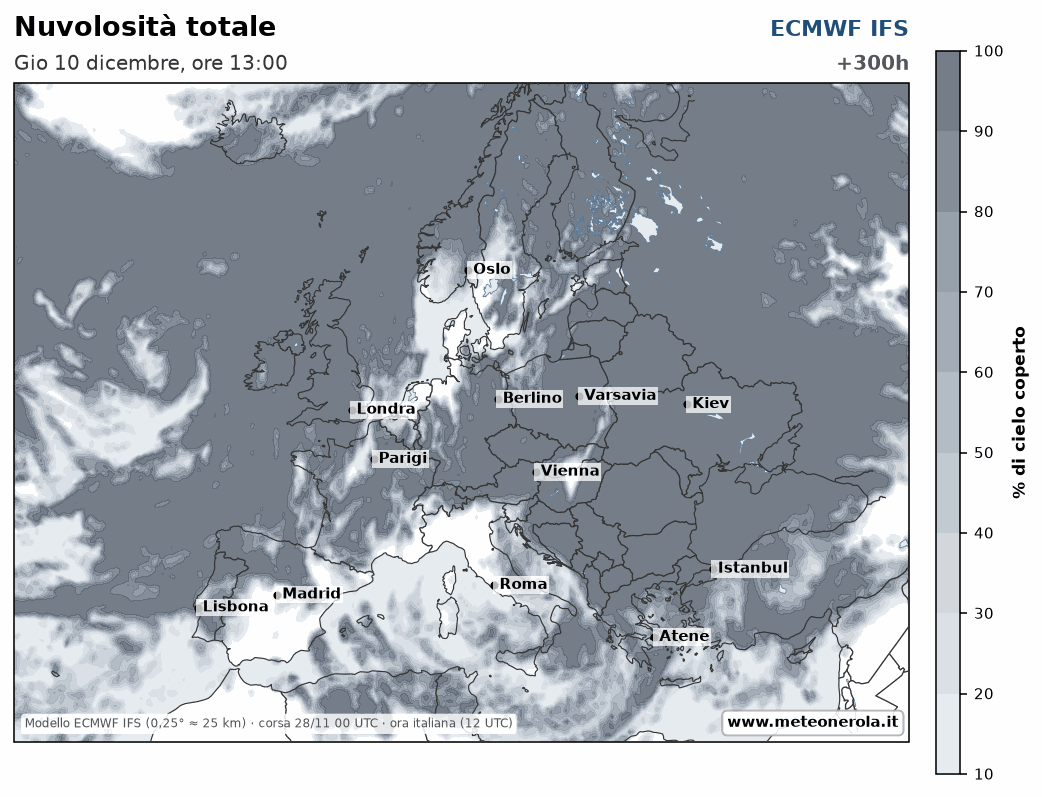 Nuvolosità totale
ECMWF IFS
Gio 10 dicembre, ore 13:00
+300h
Oslo
Londra
Berlino
Varsavia
Kiev
Parigi
Vienna
Istanbul
Madrid
Roma
Lisbona
Atene
Modello ECMWF IFS (0,25° ≈ 25 km) · corsa 28/11 00 UTC · ora italiana (12 UTC)
www.meteonerola.it
100
90
80
70
60
50
40
30
20
10
% di cielo coperto